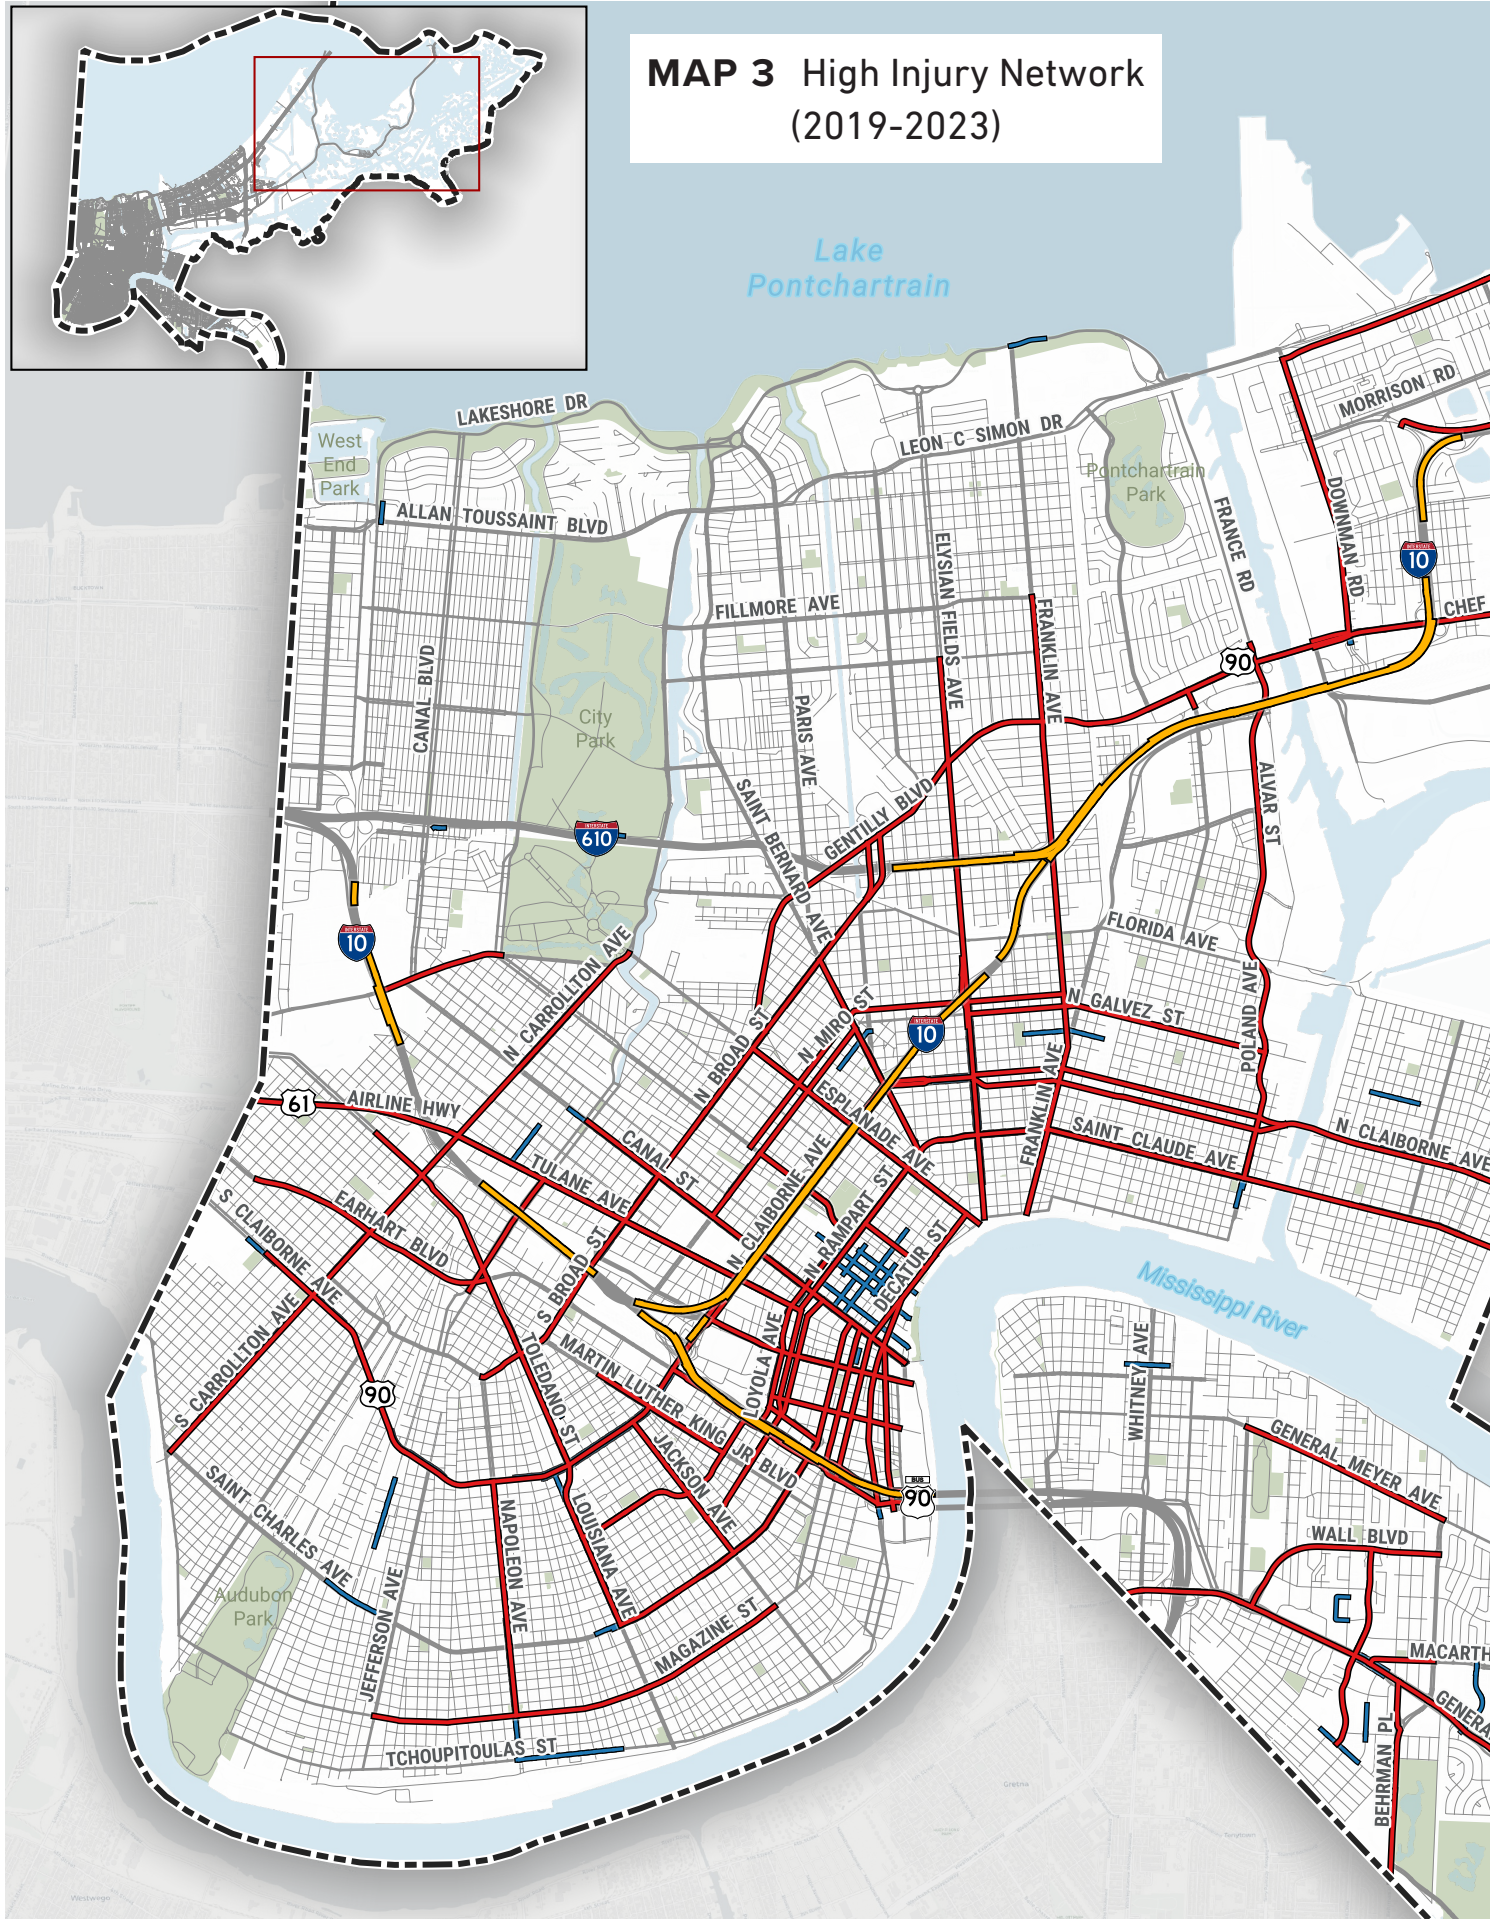 MAP 3 High Injury Network
(2019-2023)
Lake
Pontchartrain
LAKESHORE DR
West
End
Park
LEON C SIMON DR
MORRISON RD
Pontchartrain
Park
ALLAN TOUSSAINT BLVD
FRANCE RD
DOWNMAN RD
ELYSIAN FIELDS AVE
INTERSTATE
10
FILLMORE AVE
FRANKLIN AVE
CHEF
CANAL BLVD
90
City
Park
PARIS AVE
SAINT BERNARD AVE
GENTILLY BLVD
ALVAR ST
INTERSTATE
610
INTERSTATE
10
N CARROLLTON AVE
FLORIDA AVE
POLAND AVE
N BROAD ST
N MIRO ST
N GALVEZ ST
INTERSTATE
10
61
AIRLINE HWY
ESPLANADE AVE
FRANKLIN AVE
CANAL ST
SAINT CLAUDE AVE
N CLAIBORNE AVE
TULANE AVE
N CLAIBORNE AVE
N RAMPART ST
DECATUR ST
EARHART BLVD
S CLAIBORNE AVE
S BROAD ST
Mississippi River
S CARROLLTON AVE
TOLEDANO ST
MARTIN LUTHER KING JR BLVD
LOYOLA AVE
WHITNEY AVE
90
JACKSON AVE
GENERAL MEYER AVE
SAINT CHARLES AVE
NAPOLEON AVE
LOUISIANA AVE
BUS
90
WALL BLVD
Audubon
Park
JEFFERSON AVE
MAGAZINE ST
MACARTH
GENERA
BEHRMAN PL
TCHOUPITOULAS ST
Gretna
Westwego